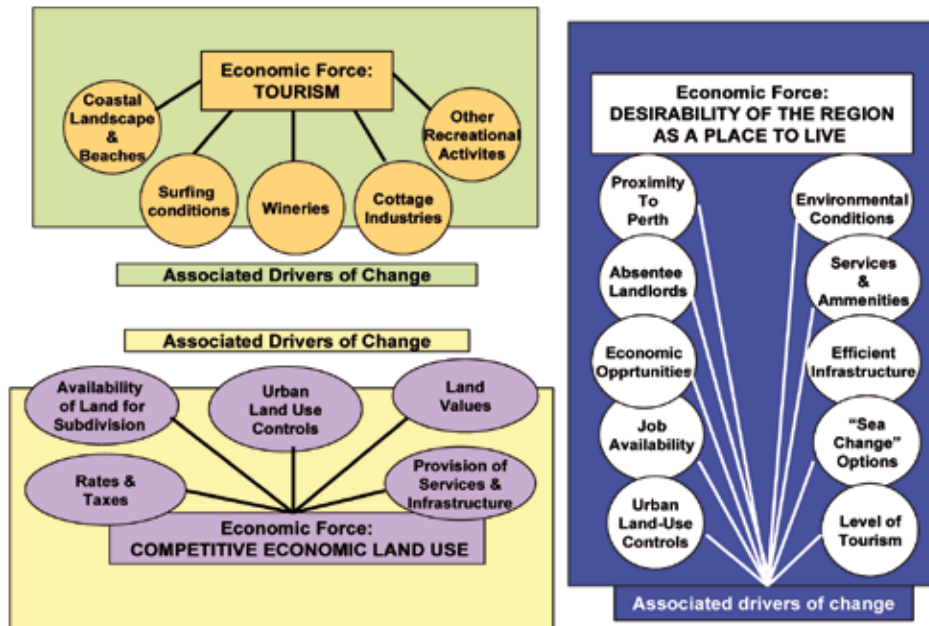 Economic Force:
TOURISM
Coastal
Landscape
&
Beaches
Surfing
conditions
Wineries
Cottage
Industries
Other
Recreational
Activites
Associated Drivers of Change
Associated Drivers of Change
Availability
of Land for
Subdivision
Urban
Land Use
Controls
Land
Values
Rates &
Taxes
Provision of
Services &
Infrastructure
Economic Force:
COMPETITIVE ECONOMIC LAND USE
Economic Force:
DESIRABILITY OF THE REGION
AS A PLACE TO LIVE
Proximity
To
Perth
Environmental
Conditions
Absentee
Landlords
Services
&
Ammenities
Economic
Opprtunities
Efficient
Infrastructure
Job
Availability
“Sea
Change”
Options
Urban
Land-Use
Controls
Level of
Tourism
Associated drivers of change